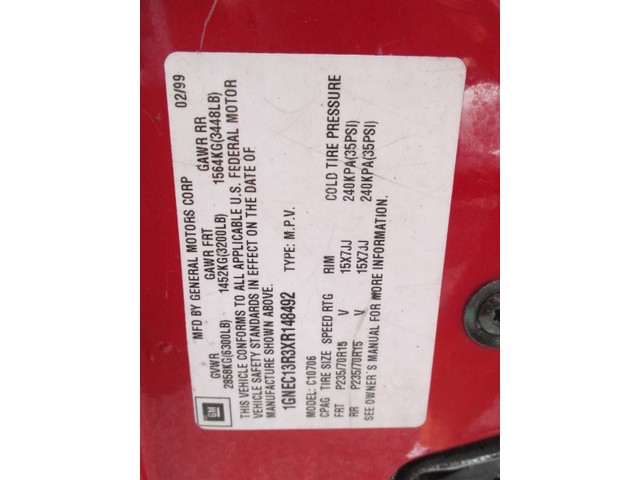 GM
MFD BY GENERAL MOTORS CORP 02/99
GVWR GAWR FRT GAWR RR
2858KG(6300LB) 1452KG(3200LB) 1564KG(3448LB)
THIS VEHICLE CONFORMS TO ALL APPLICABLE U.S. FEDERAL MOTOR
VEHICLE SAFETY STANDARDS IN EFFECT ON THE DATE OF
MANUFACTURE SHOWN ABOVE.
1GNEC13R3XR148492 TYPE: M.P.V.
MODEL: C10706
CPAG TIRE SIZE SPEED RTG RIM COLD TIRE PRESSURE
FRT P235/70R15 V 15X7JJ 240KPA(35PSI)
RR P235/70R15 V 15X7JJ 240KPA(35PSI)
SEE OWNER'S MANUAL FOR MORE INFORMATION.